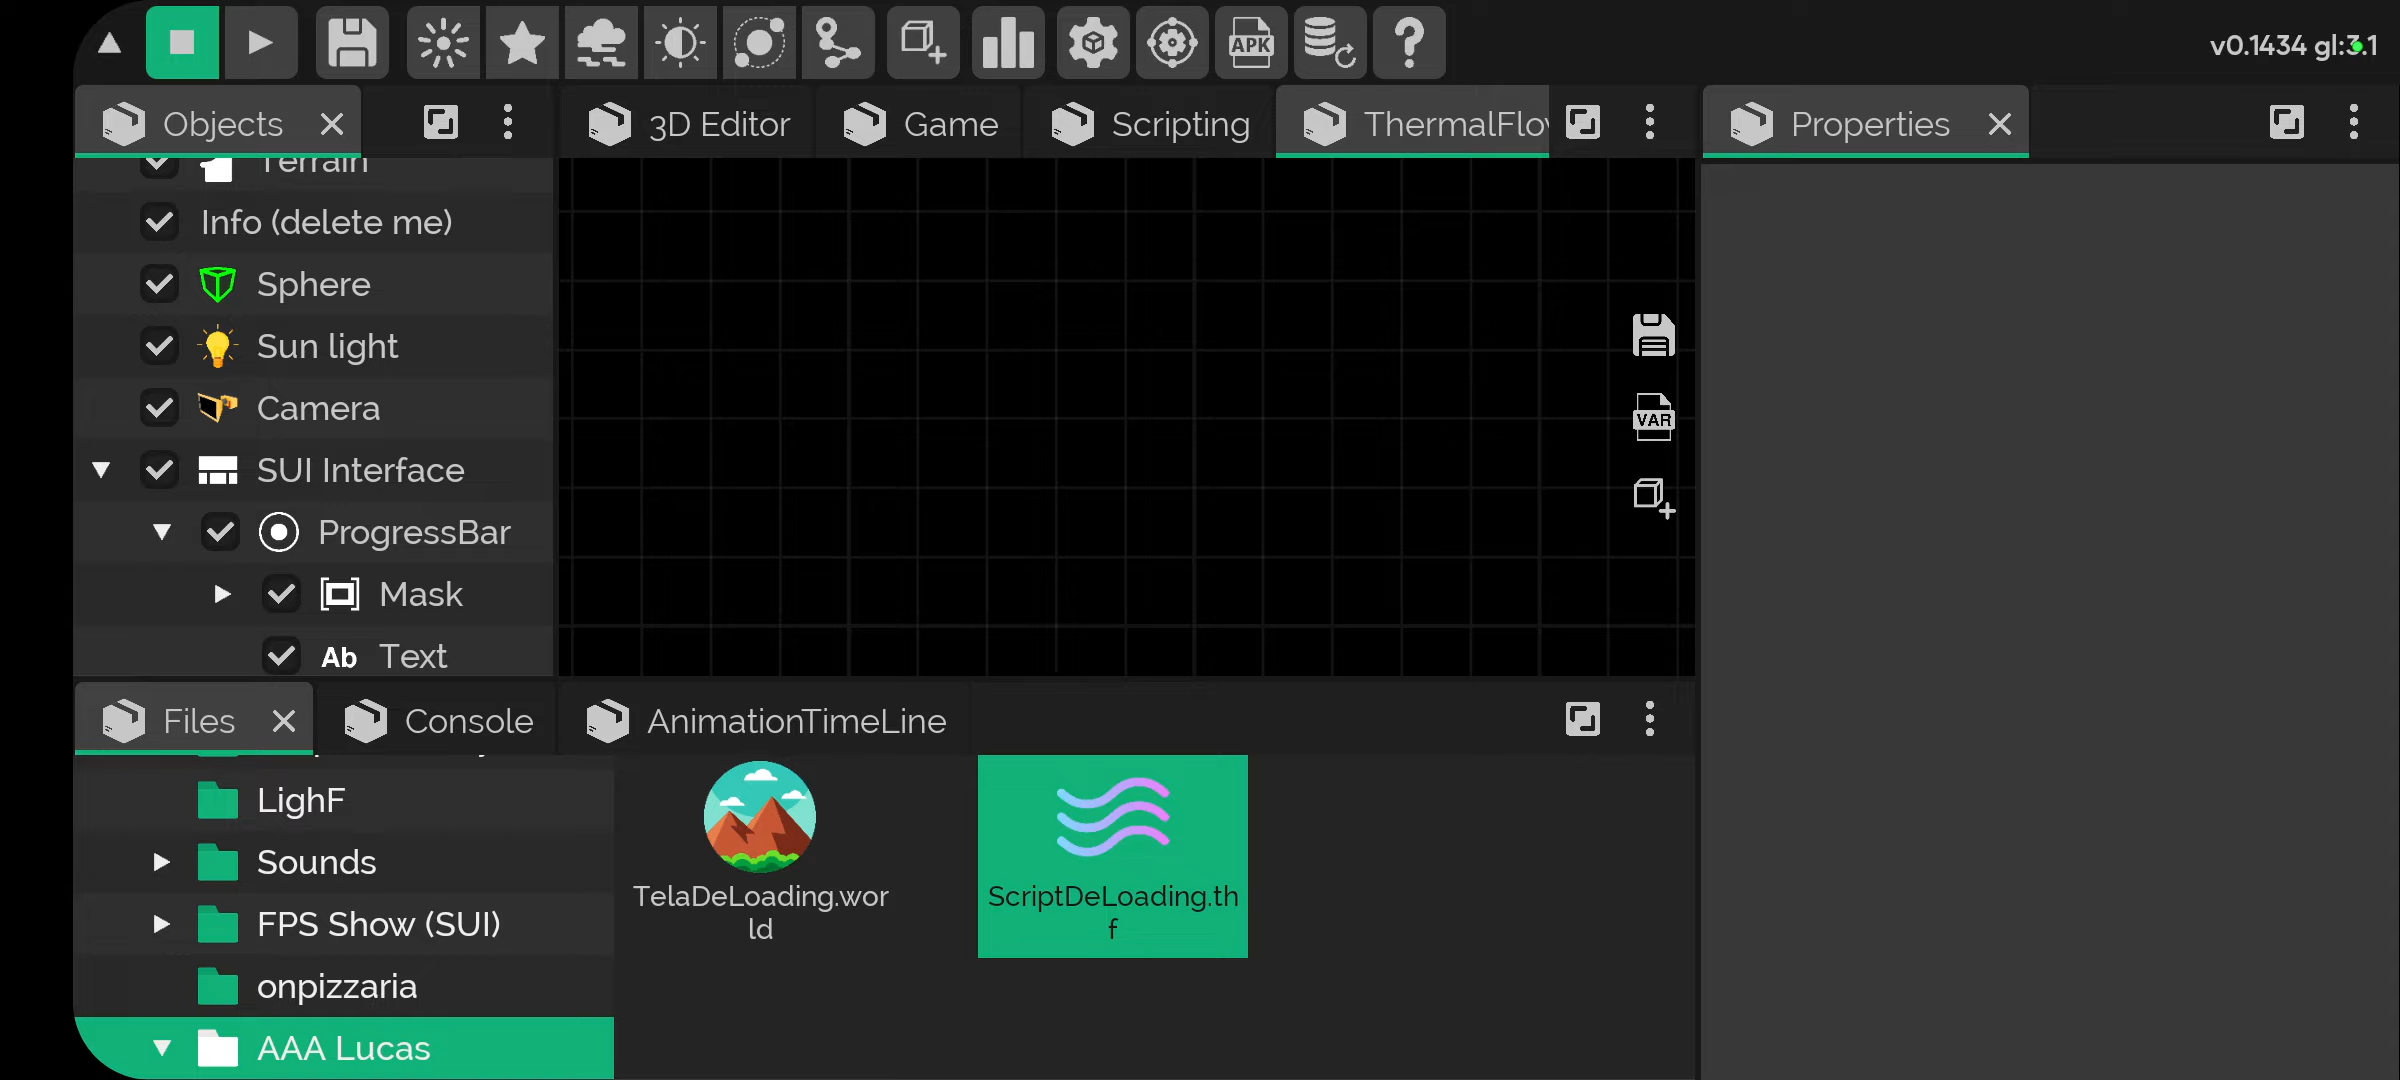 APK
v0.1434 gl:3.1
Objects
3D Editor
Game
Scripting
ThermalFlo
Properties
Terrain
Info (delete me)
Sphere
Sun light
Camera
SUI Interface
ProgressBar
Mask
Ab Text
VAR
Files
Console
AnimationTimeLine
LighF
Sounds
FPS Show (SUI)
onpizzaria
AAA Lucas
TelaDeLoading.wor
ld
ScriptDeLoading.th
f